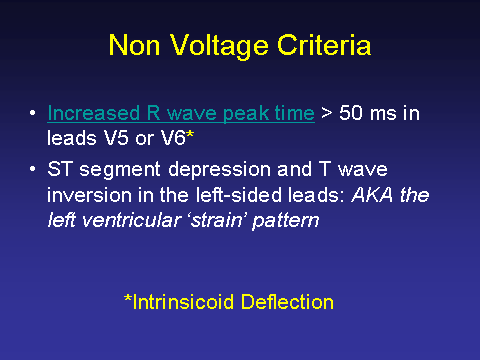 Non Voltage Criteria
• Increased R wave peak time > 50 ms in
leads V5 or V6*
• ST segment depression and T wave
inversion in the left-sided leads: AKA the
left ventricular ‘strain’ pattern
*Intrinsicoid Deflection